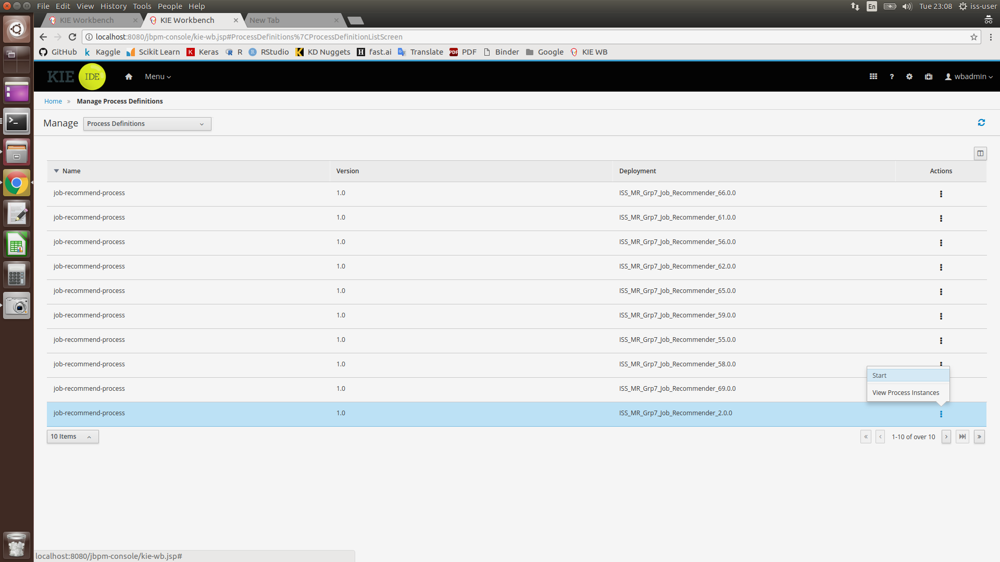 File Edit View History Tools People Help
En Tue 23:08 iss-user
KIE Workbench KIE Workbench New Tab
localhost:8080/jbpm-console/kie-wb.jsp#ProcessDefinitions%7CProcessDefinitionListScreen
GitHub Kaggle Scikit Learn Keras R RStudio KD Nuggets fast.ai Translate PDF Binder Google KIE WB
KIE IDE Menu ? wbadmin
Home » Manage Process Definitions
Manage Process Definitions
Name Version Deployment Actions
job-recommend-process 1.0 ISS_MR_Grp7_Job_Recommender_66.0.0
job-recommend-process 1.0 ISS_MR_Grp7_Job_Recommender_61.0.0
job-recommend-process 1.0 ISS_MR_Grp7_Job_Recommender_56.0.0
job-recommend-process 1.0 ISS_MR_Grp7_Job_Recommender_62.0.0
job-recommend-process 1.0 ISS_MR_Grp7_Job_Recommender_65.0.0
job-recommend-process 1.0 ISS_MR_Grp7_Job_Recommender_59.0.0
job-recommend-process 1.0 ISS_MR_Grp7_Job_Recommender_55.0.0
job-recommend-process 1.0 ISS_MR_Grp7_Job_Recommender_58.0.0
Start
job-recommend-process 1.0 ISS_MR_Grp7_Job_Recommender_69.0.0
View Process Instances
job-recommend-process 1.0 ISS_MR_Grp7_Job_Recommender_2.0.0
10 Items « ‹ 1-10 of over 10 › »
localhost:8080/jbpm-console/kie-wb.jsp#